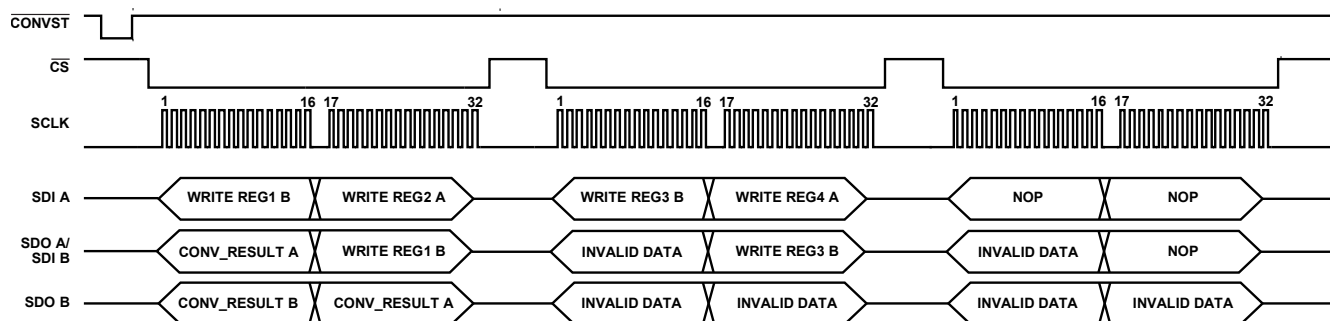 CONVST
CS
1 16 17 32 1 16 17 32 1 16 17 32
SCLK
SDI A WRITE REG1 B WRITE REG2 A WRITE REG3 B WRITE REG4 A NOP NOP
SDO A/
SDI B CONV_RESULT A WRITE REG1 B INVALID DATA WRITE REG3 B INVALID DATA NOP
SDO B CONV_RESULT B CONV_RESULT A INVALID DATA INVALID DATA INVALID DATA INVALID DATA